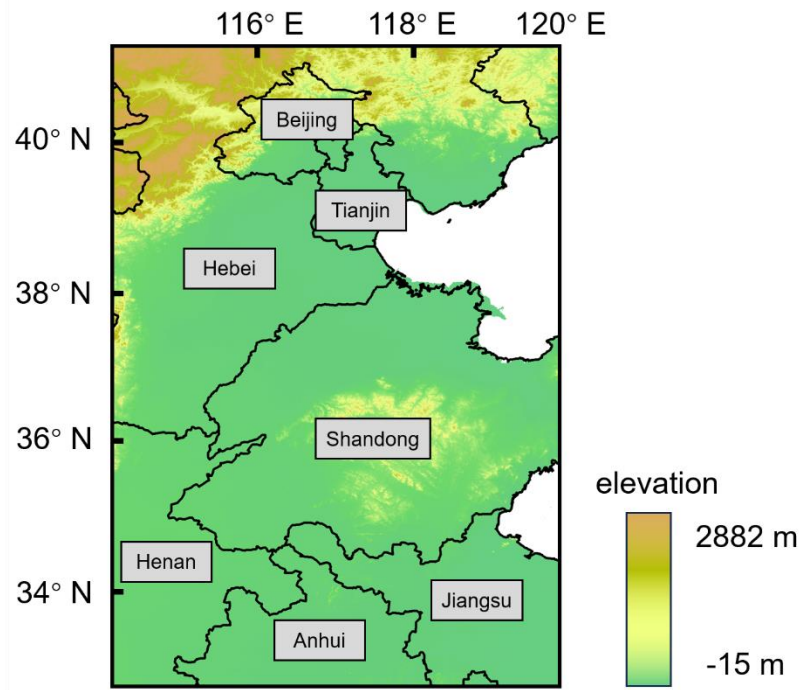 116° E
118° E
120° E
40° N
38° N
36° N
34° N
Beijing
Tianjin
Hebei
Shandong
Henan
Jiangsu
Anhui
elevation
2882 m
-15 m